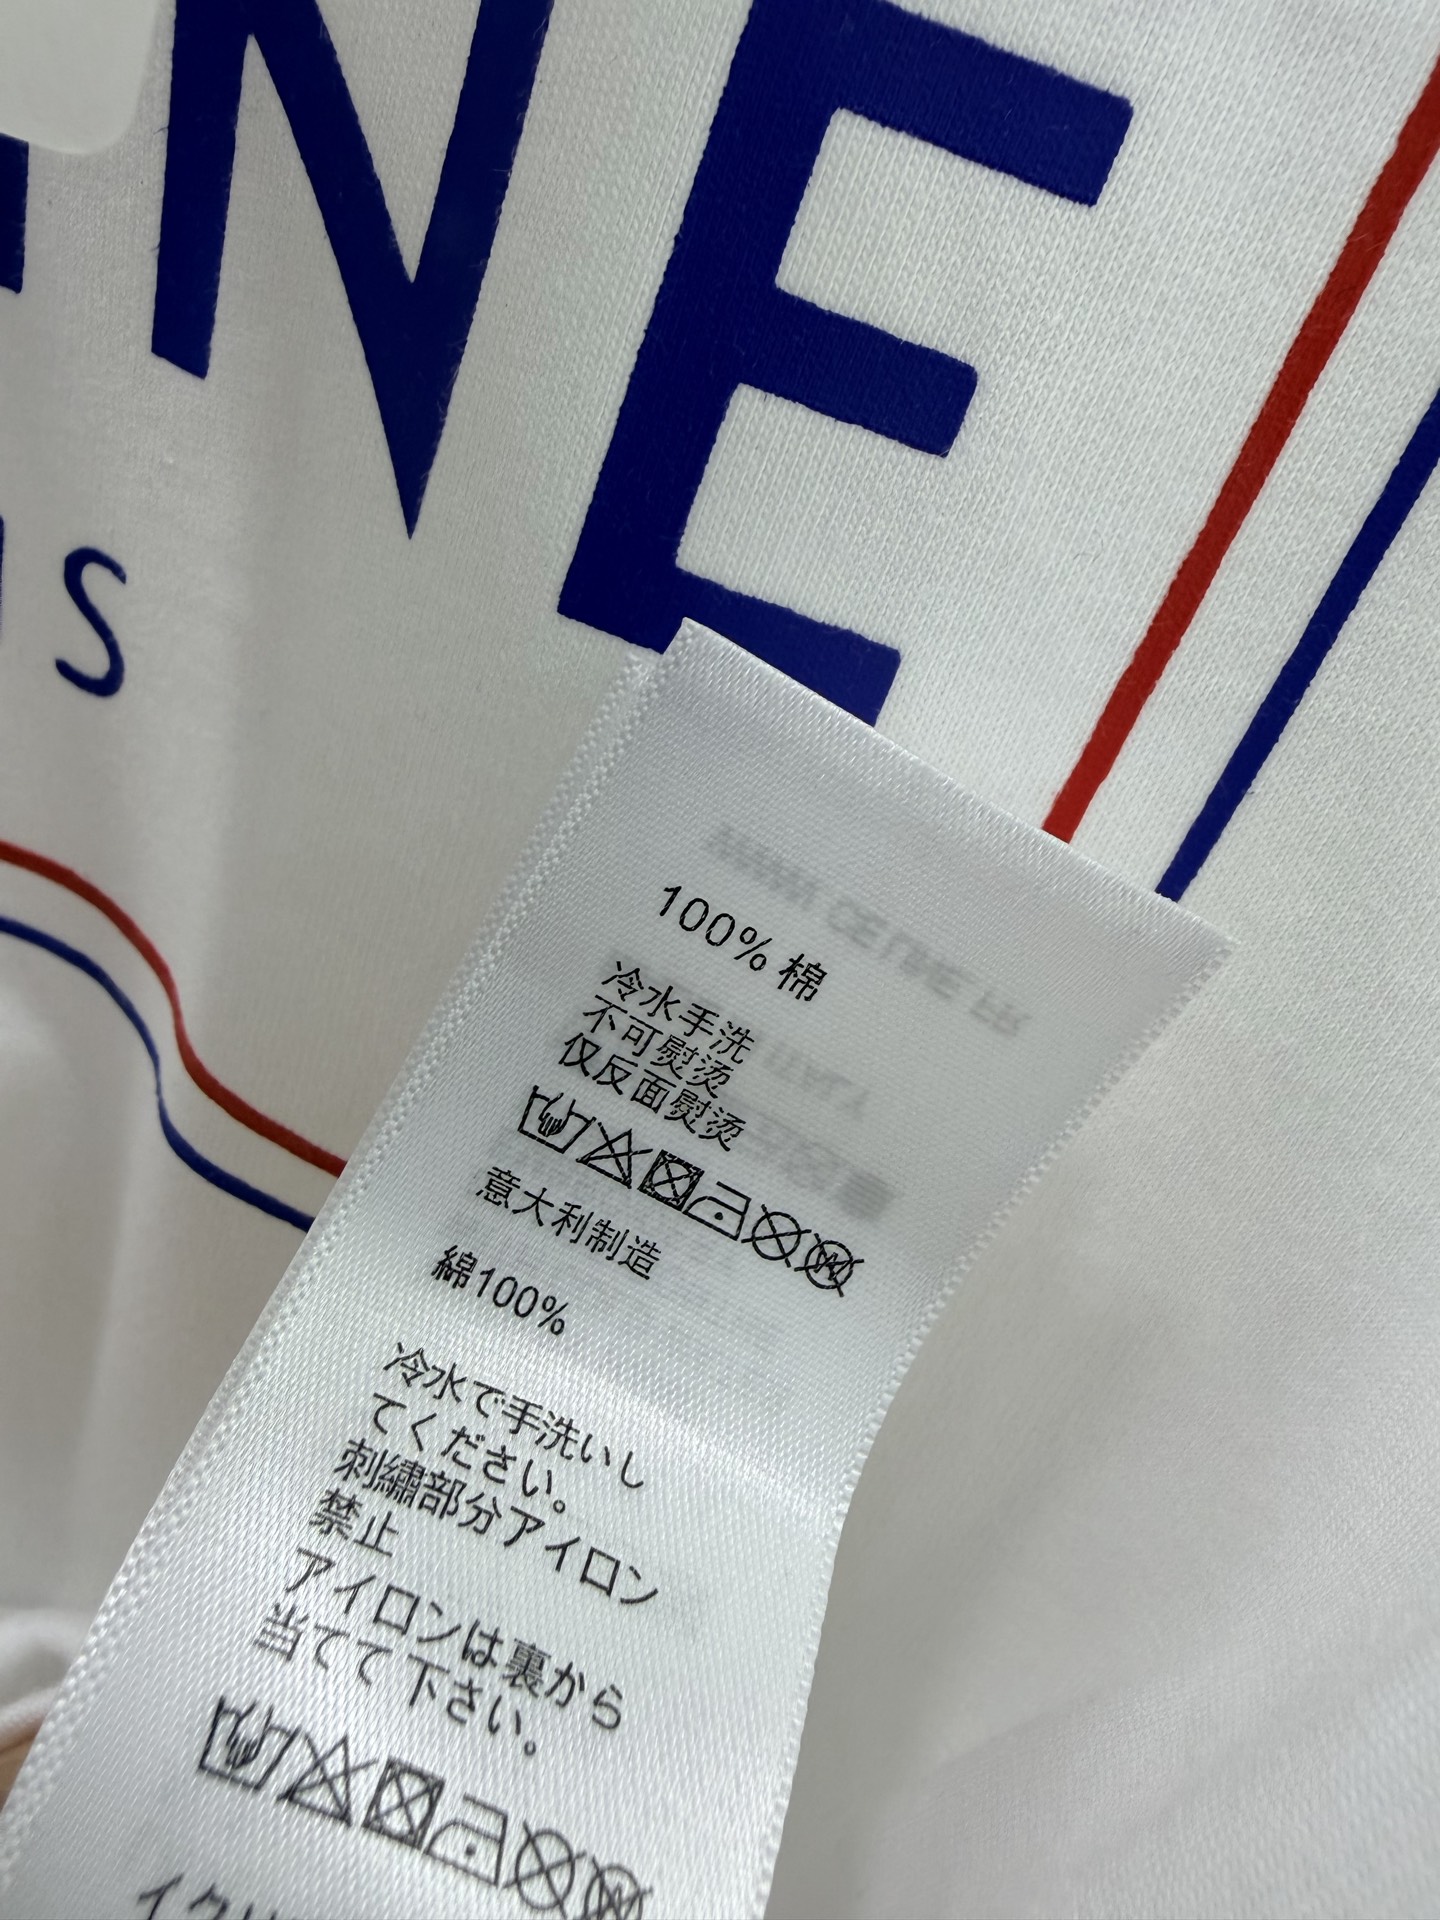 NE
S
100% 棉
冷水手洗
不可熨烫
仅反面熨烫
意大利制造
綿100%
冷水で手洗いし
てください。
刺繍部分アイロン
禁止
アイロンは裏から
当てて下さい。